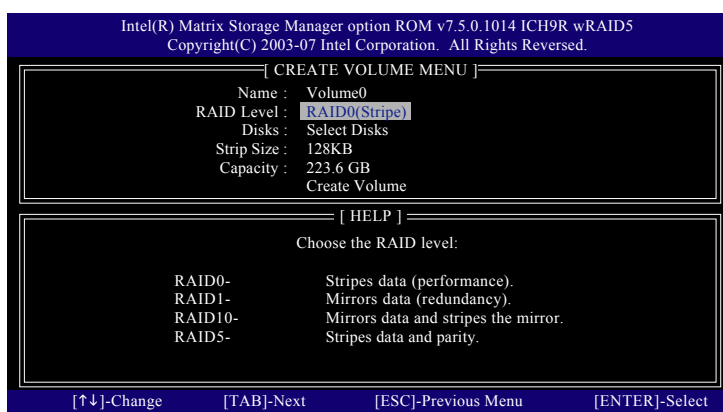 Intel(R) Matrix Storage Manager option ROM v7.5.0.1014 ICH9R wRAID5
Copyright(C) 2003-07 Intel Corporation. All Rights Reversed.
[ CREATE VOLUME MENU ]
Name : Volume0
RAID Level : RAID0(Stripe)
Disks : Select Disks
Strip Size : 128KB
Capacity : 223.6 GB
Create Volume
[ HELP ]
Choose the RAID level:
RAID0- Stripes data (performance).
RAID1- Mirrors data (redundancy).
RAID10- Mirrors data and stripes the mirror.
RAID5- Stripes data and parity.
[↑↓]-Change [TAB]-Next [ESC]-Previous Menu [ENTER]-Select